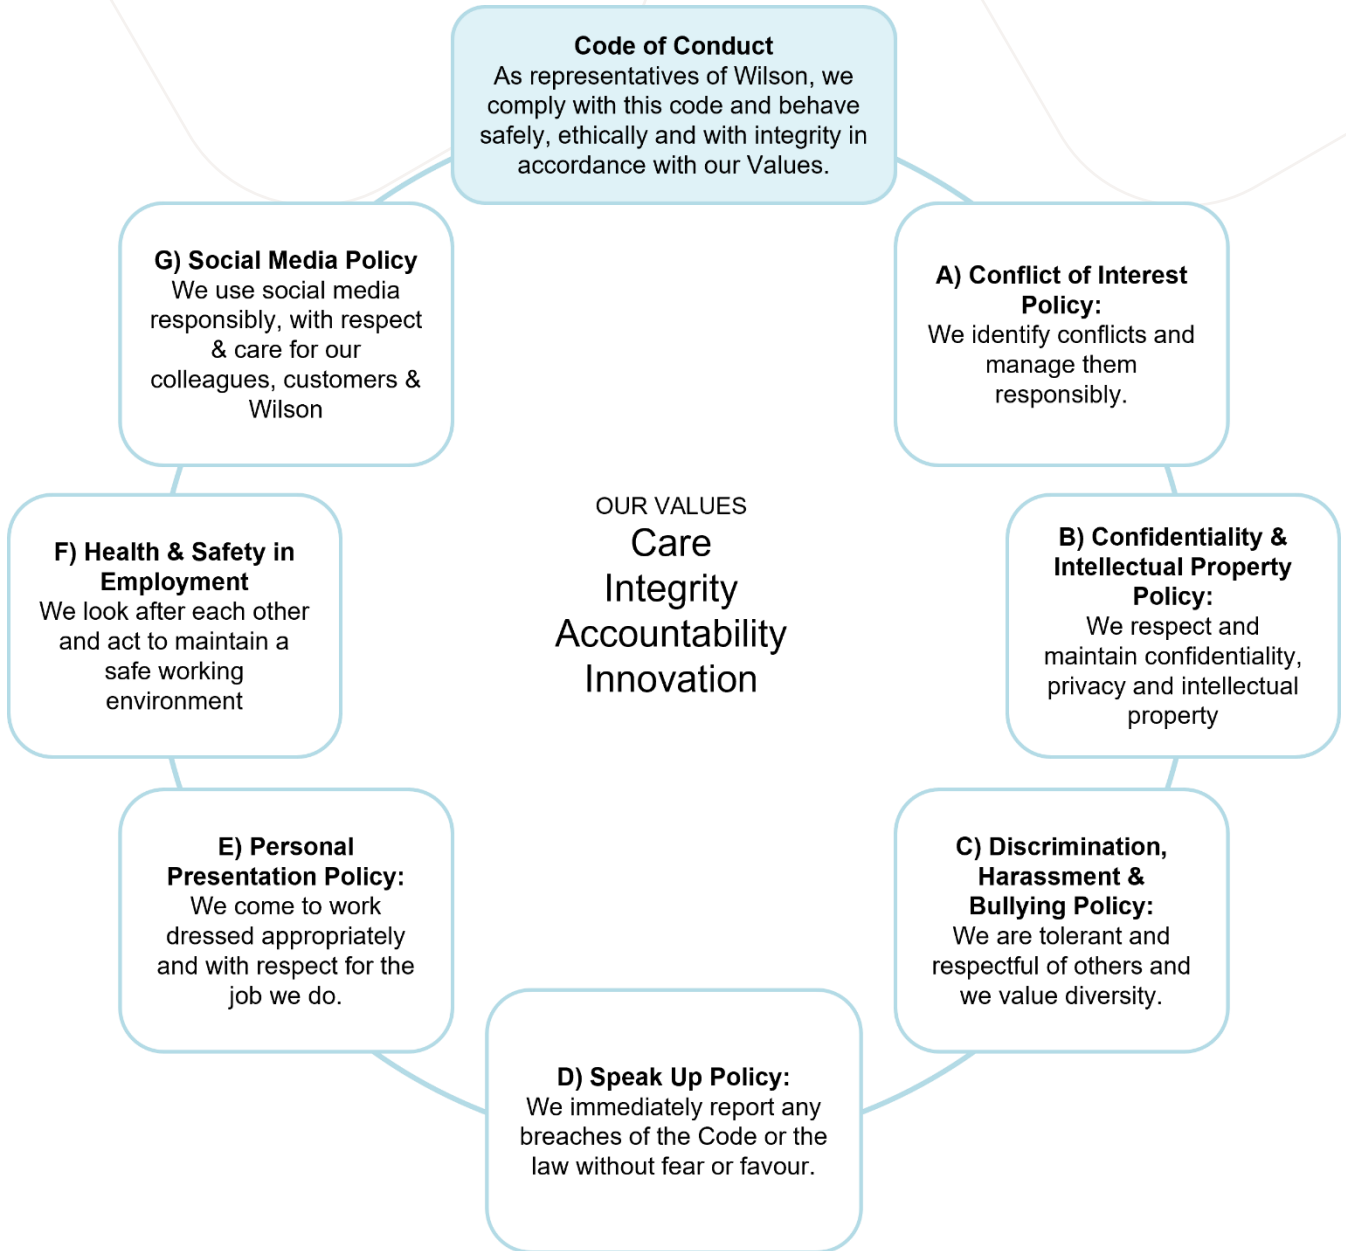 Code of Conduct
As representatives of Wilson, we
comply with this code and behave
safely, ethically and with integrity in
accordance with our Values.
A) Conflict of Interest
Policy:
We identify conflicts and
manage them
responsibly.
B) Confidentiality &
Intellectual Property
Policy:
We respect and
maintain confidentiality,
privacy and intellectual
property
C) Discrimination,
Harassment &
Bullying Policy:
We are tolerant and
respectful of others and
we value diversity.
D) Speak Up Policy:
We immediately report any
breaches of the Code or the
law without fear or favour.
E) Personal
Presentation Policy:
We come to work
dressed appropriately
and with respect for the
job we do.
F) Health & Safety in
Employment
We look after each other
and act to maintain a
safe working
environment
G) Social Media Policy
We use social media
responsibly, with respect
& care for our
colleagues, customers &
Wilson
OUR VALUES
Care
Integrity
Accountability
Innovation